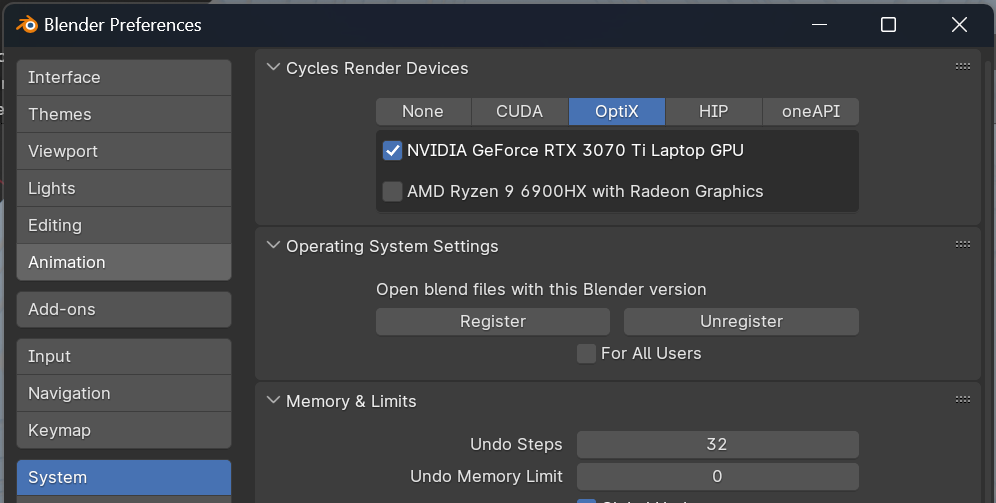 Blender Preferences
Interface
Themes
Viewport
Lights
Editing
Animation
Add-ons
Input
Navigation
Keymap
System
Cycles Render Devices
None CUDA OptiX HIP oneAPI
NVIDIA GeForce RTX 3070 Ti Laptop GPU
AMD Ryzen 9 6900HX with Radeon Graphics
Operating System Settings
Open blend files with this Blender version
Register Unregister
For All Users
Memory & Limits
Undo Steps 32
Undo Memory Limit 0